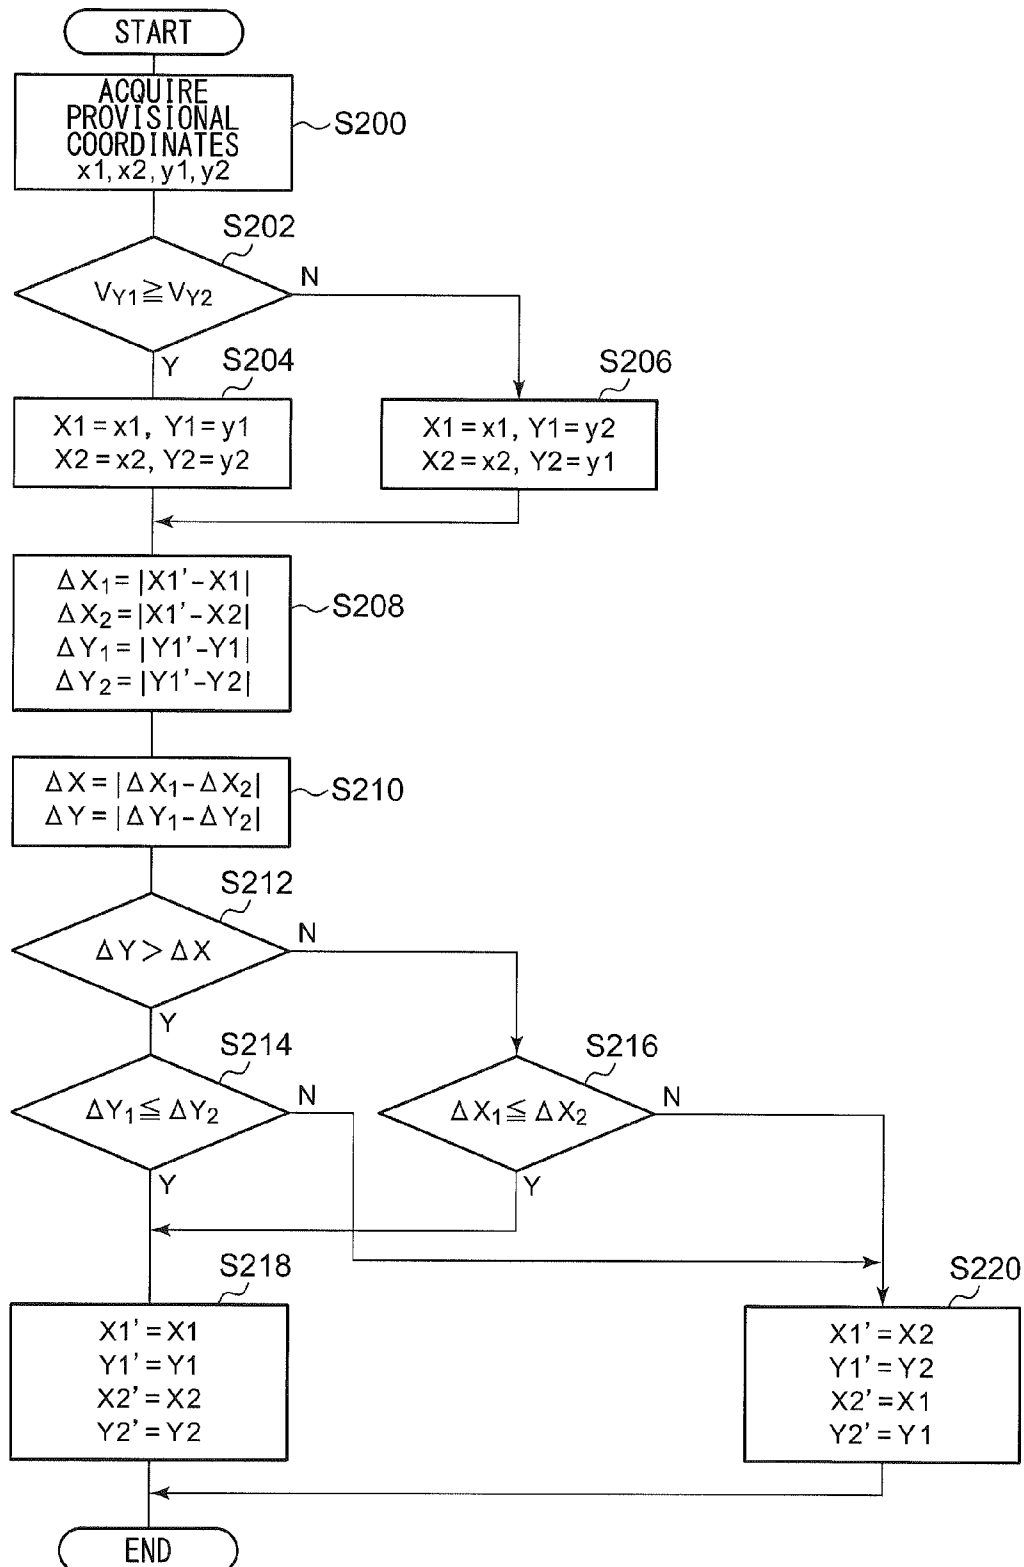 START
ACQUIRE
PROVISIONAL
COORDINATES
x1, x2, y1, y2
S200
S202
VY1≧VY2
N
Y
S204
X1=x1, Y1=y1
X2=x2, Y2=y2
S206
X1=x1, Y1=y2
X2=x2, Y2=y1
ΔX1=|X1'-X1|
ΔX2=|X1'-X2|
ΔY1=|Y1'-Y1|
ΔY2=|Y1'-Y2|
S208
ΔX=|ΔX1-ΔX2|
ΔY=|ΔY1-ΔY2|
S210
S212
ΔY>ΔX
N
Y
S214
ΔY1≦ΔY2
N
Y
S216
ΔX1≦ΔX2
N
Y
S218
X1'=X1
Y1'=Y1
X2'=X2
Y2'=Y2
S220
X1'=X2
Y1'=Y2
X2'=X1
Y2'=Y1
END